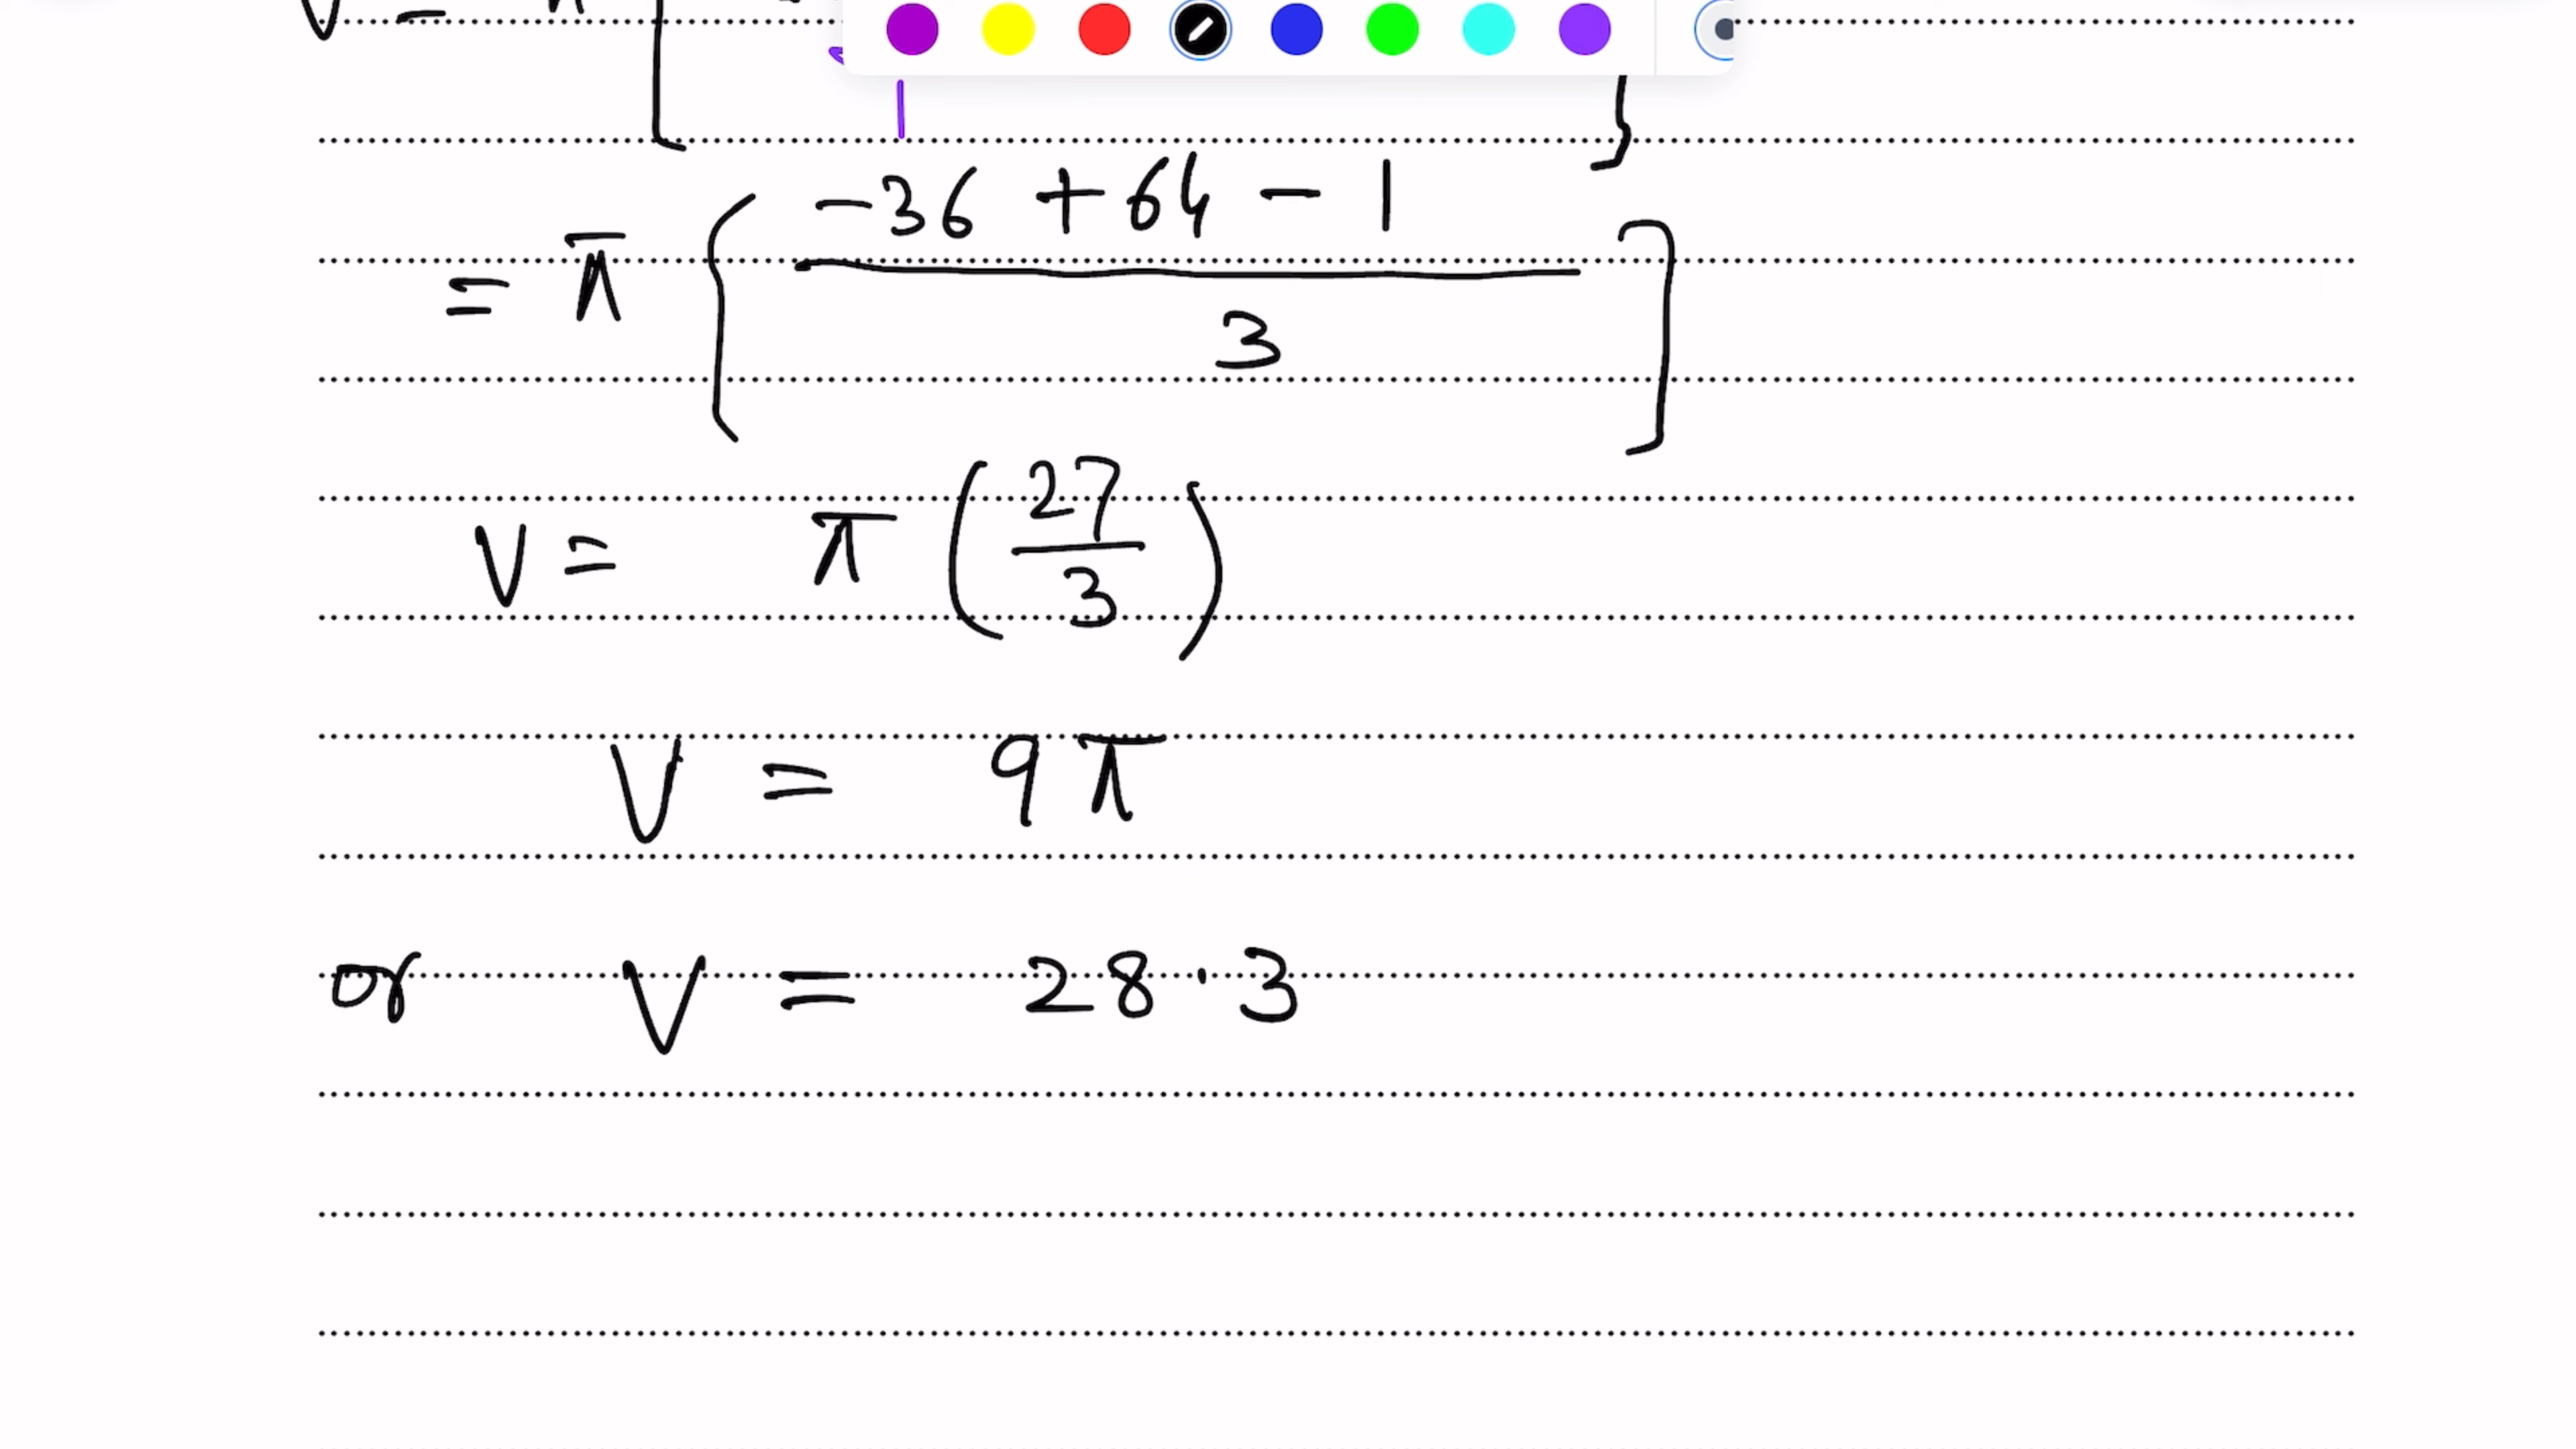 = π [ (-36 + 64 - 1) / 3 ]
V = π (27/3)
V = 9π
or V = 28.3